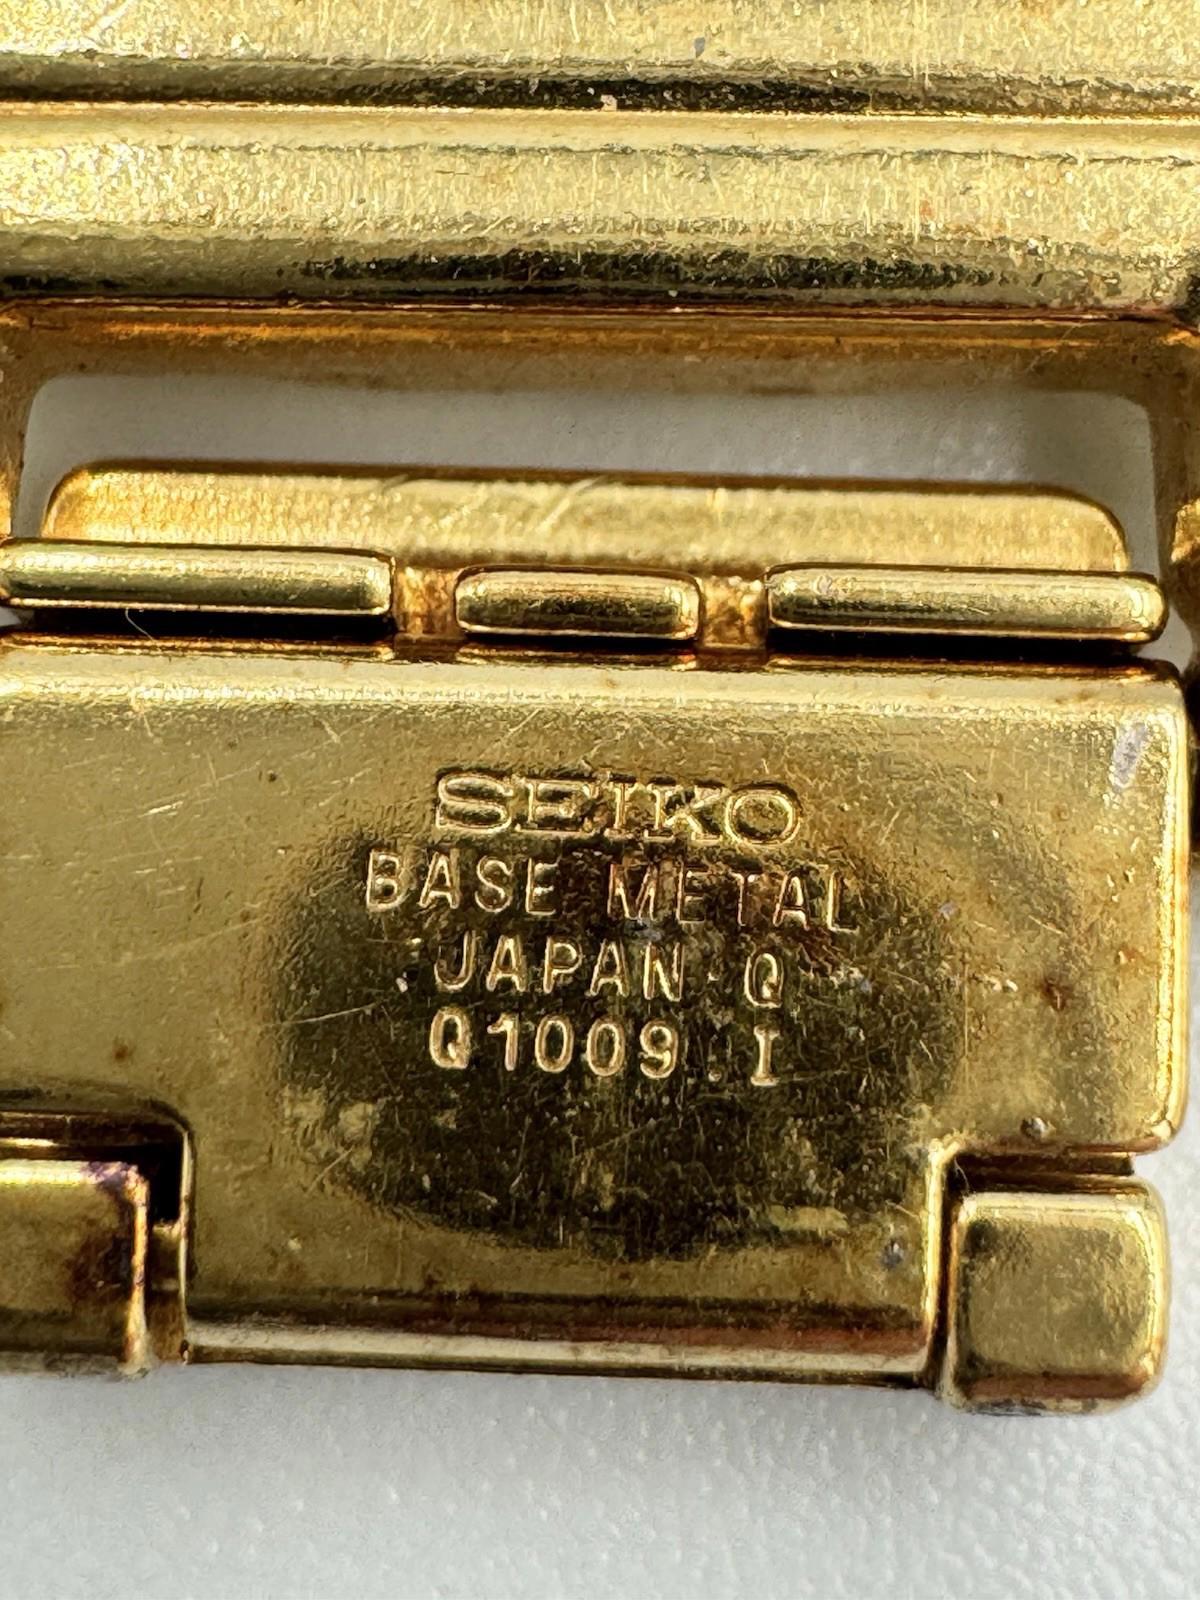 SEIKO
BASE METAL
JAPAN Q
Q1009 I